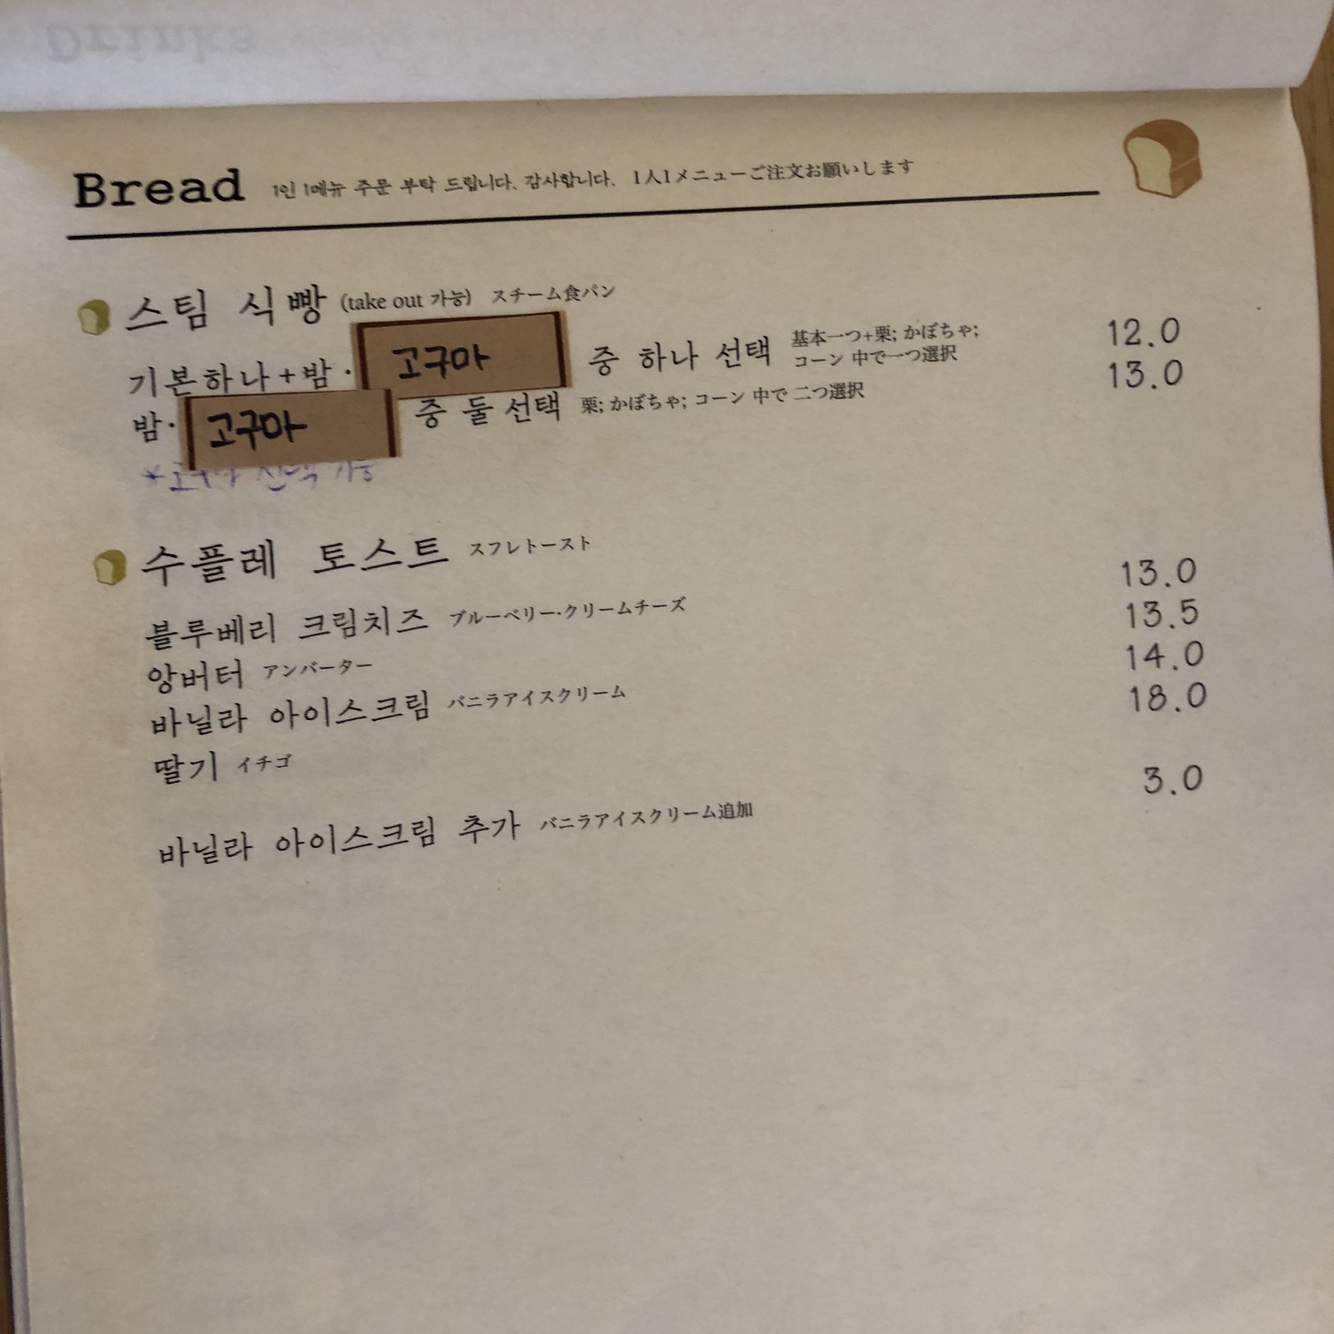 Drinks
Bread 1인 1메뉴 주문 부탁 드립니다. 감사합니다. 1人1メニューご注文お願いします
스팀 식빵 (take out 가능) スチーム食パン
기본하나+밤· 고구마 중 하나 선택 基本一つ+栗; かぼちゃ; コーン 中で一つ選択 12.0
밤· 고구마 중 둘 선택 栗; かぼちゃ; コーン 中で 二つ選択 13.0
수플레 토스트 スフレトースト
블루베리 크림치즈 ブルーベリー·クリームチーズ 13.0
앙버터 アンバーター 13.5
바닐라 아이스크림 バニラアイスクリーム 14.0
딸기 イチゴ 18.0
바닐라 아이스크림 추가 バニラアイスクリーム追加 3.0